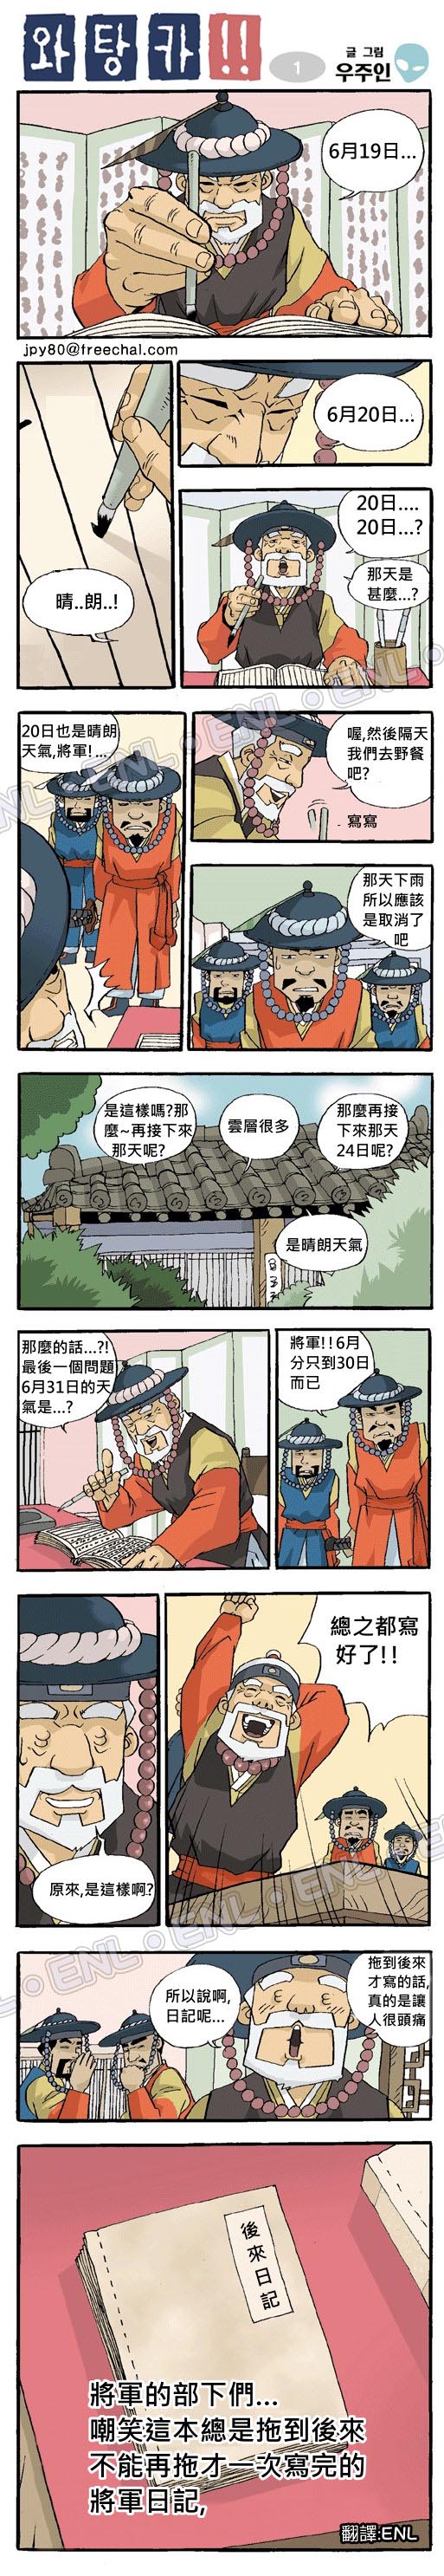 와탕카!!
1
글 그림
우주인
6月19日...
jpy80@freechal.com
晴..朗..!
6月20日...
20日....
20日...?
那天是
甚麼...?
20日也是晴朗
天氣,將軍!...
喔,然後隔天
我們去野餐
吧?
寫寫
那天下雨
所以應該
是取消了
吧
是這樣嗎?那
麼~再接下來
那天呢?
雲層很多
那麼再接
下來那天
24日呢?
是晴朗天氣
那麼的話...?!
最後一個問題
6月31日的天
氣是...?
將軍!!6月
分只到30日
而已
原來,是這樣啊?
總之都寫
好了!!
所以說啊,
日記呢...
拖到後來
才寫的話,
真的是讓
人很頭痛
後來日記
將軍的部下們...
嘲笑這本總是拖到後來
不能再拖才一次寫完的
將軍日記,
翻譯:ENL
ENL